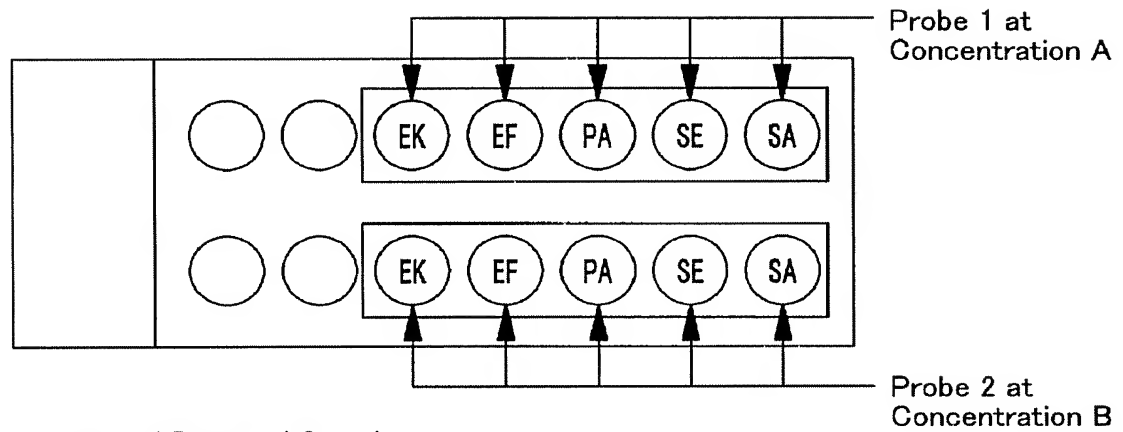 Probe 1 at
Concentration A
EK EF PA SE SA
EK EF PA SE SA
Probe 2 at
Concentration B